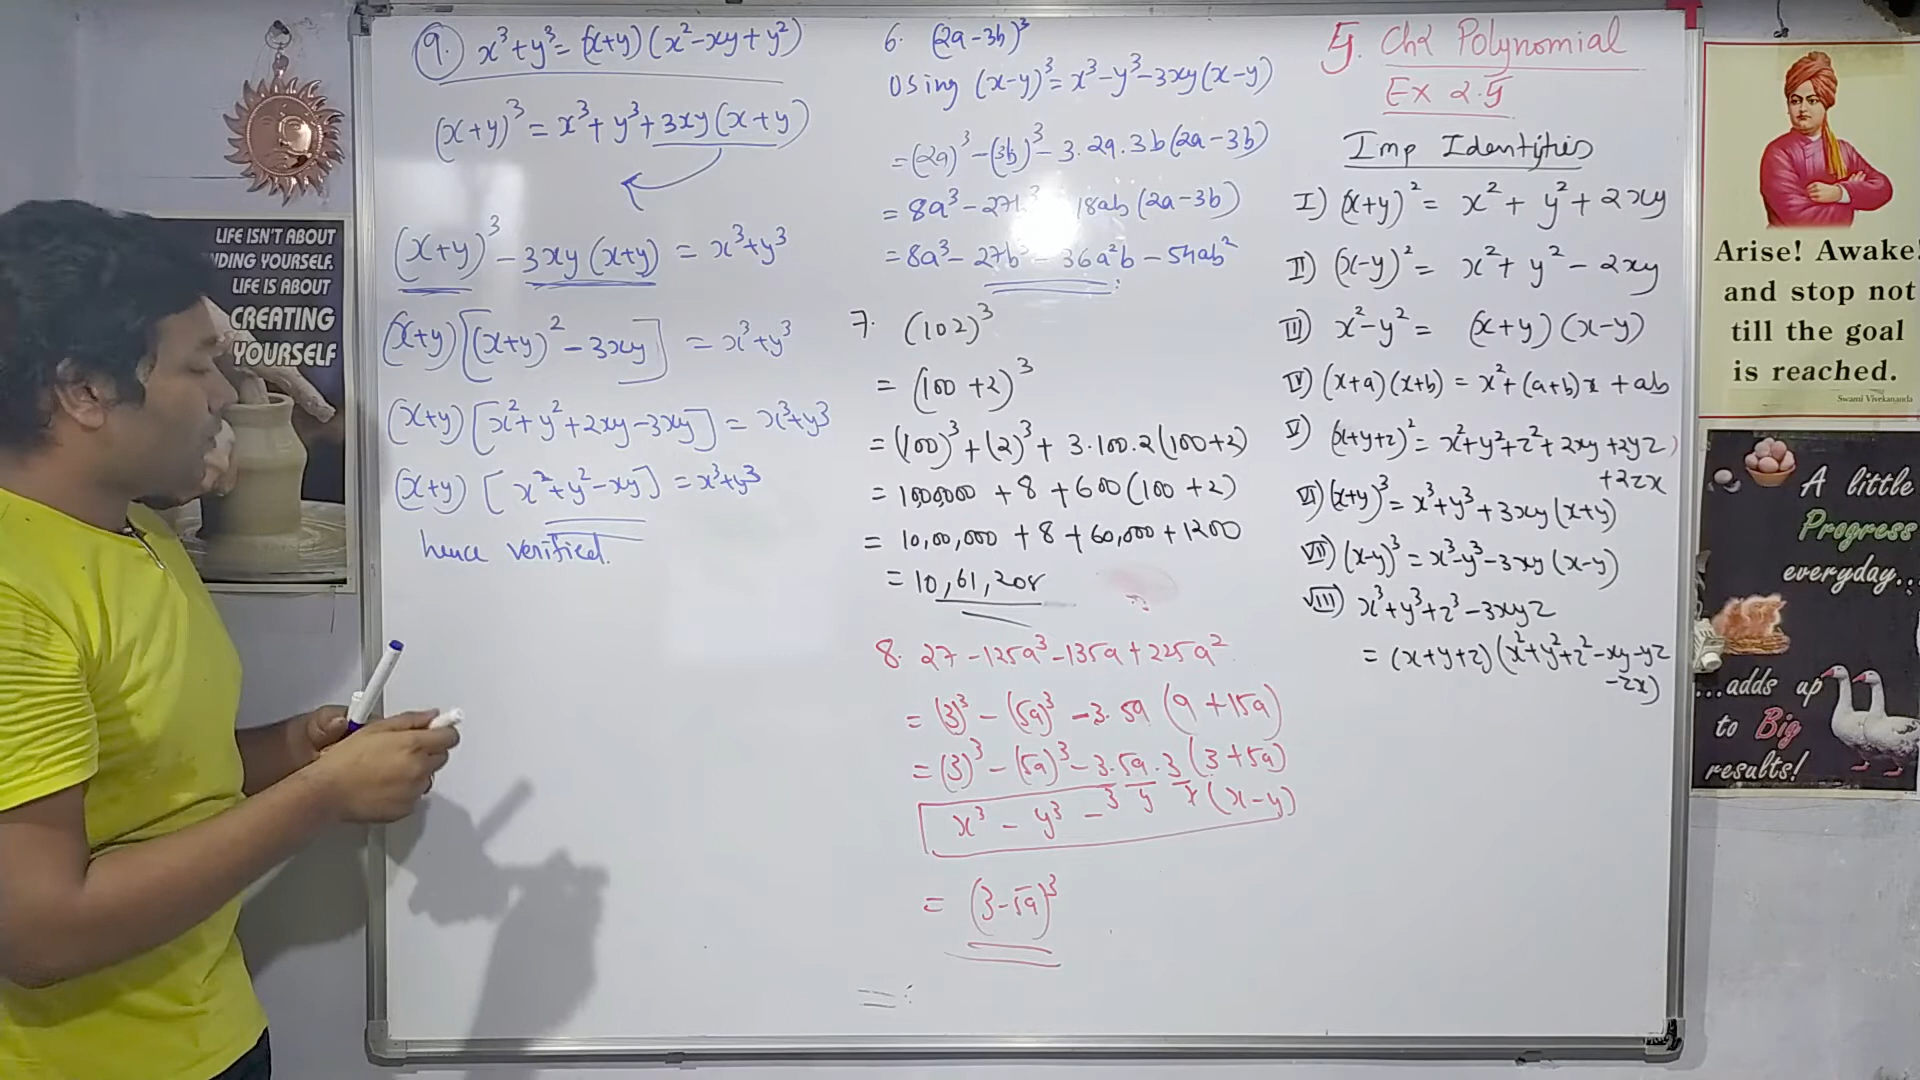 9. x³+y³=(x+y)(x²-xy+y²)
(x+y)³ = x³+y³+3xy(x+y)
(x+y)³-3xy(x+y) = x³+y³
(x+y)[(x+y)²-3xy] = x³+y³
(x+y)[x²+y²+2xy-3xy] = x³+y³
(x+y)[x²+y²-xy] = x³+y³
hence verified.
6. (2a-3b)³
Using (x-y)³=x³-y³-3xy(x-y)
=(2a)³-(3b)³-3.2a.3b(2a-3b)
= 8a³-27b³ 18ab(2a-3b)
= 8a³-27b³-36a²b-54ab²
7. (102)³
= (100+2)³
= (100)³+(2)³+3.100.2(100+2)
= 1000000 + 8 + 600(100+2)
= 10,00,000 + 8 + 60,000 + 1200
= 10,61,208
8. 27-125a³-135a+225a²
= (3)³-(5a)³-3.5a(9+15a)
= (3)³-(5a)³-3.5a.3(3+5a)
x³ - y³ - 3 y x (x-y)
= (3-5a)³
Ch2 Polynomial
Ex 2.5
Imp Identities
I) (x+y)² = x²+y²+2xy
II) (x-y)² = x²+y²-2xy
III) x²-y² = (x+y)(x-y)
IV) (x+a)(x+b) = x²+(a+b)x+ab
V) (x+y+z)² = x²+y²+z²+2xy+2yz
+2zx
VI) (x+y)³ = x³+y³+3xy(x+y)
VII) (x-y)³ = x³-y³-3xy(x-y)
VIII) x³+y³+z³-3xyz
= (x+y+z)(x²+y²+z²-xy-yz
-zx)
LIFE ISN'T ABOUT
NDING YOURSELF.
LIFE IS ABOUT
CREATING
YOURSELF
Arise! Awake!
and stop not
till the goal
is reached.
Swami Vivekananda
A little
Progress
everyday...
...adds up
to Big
results!